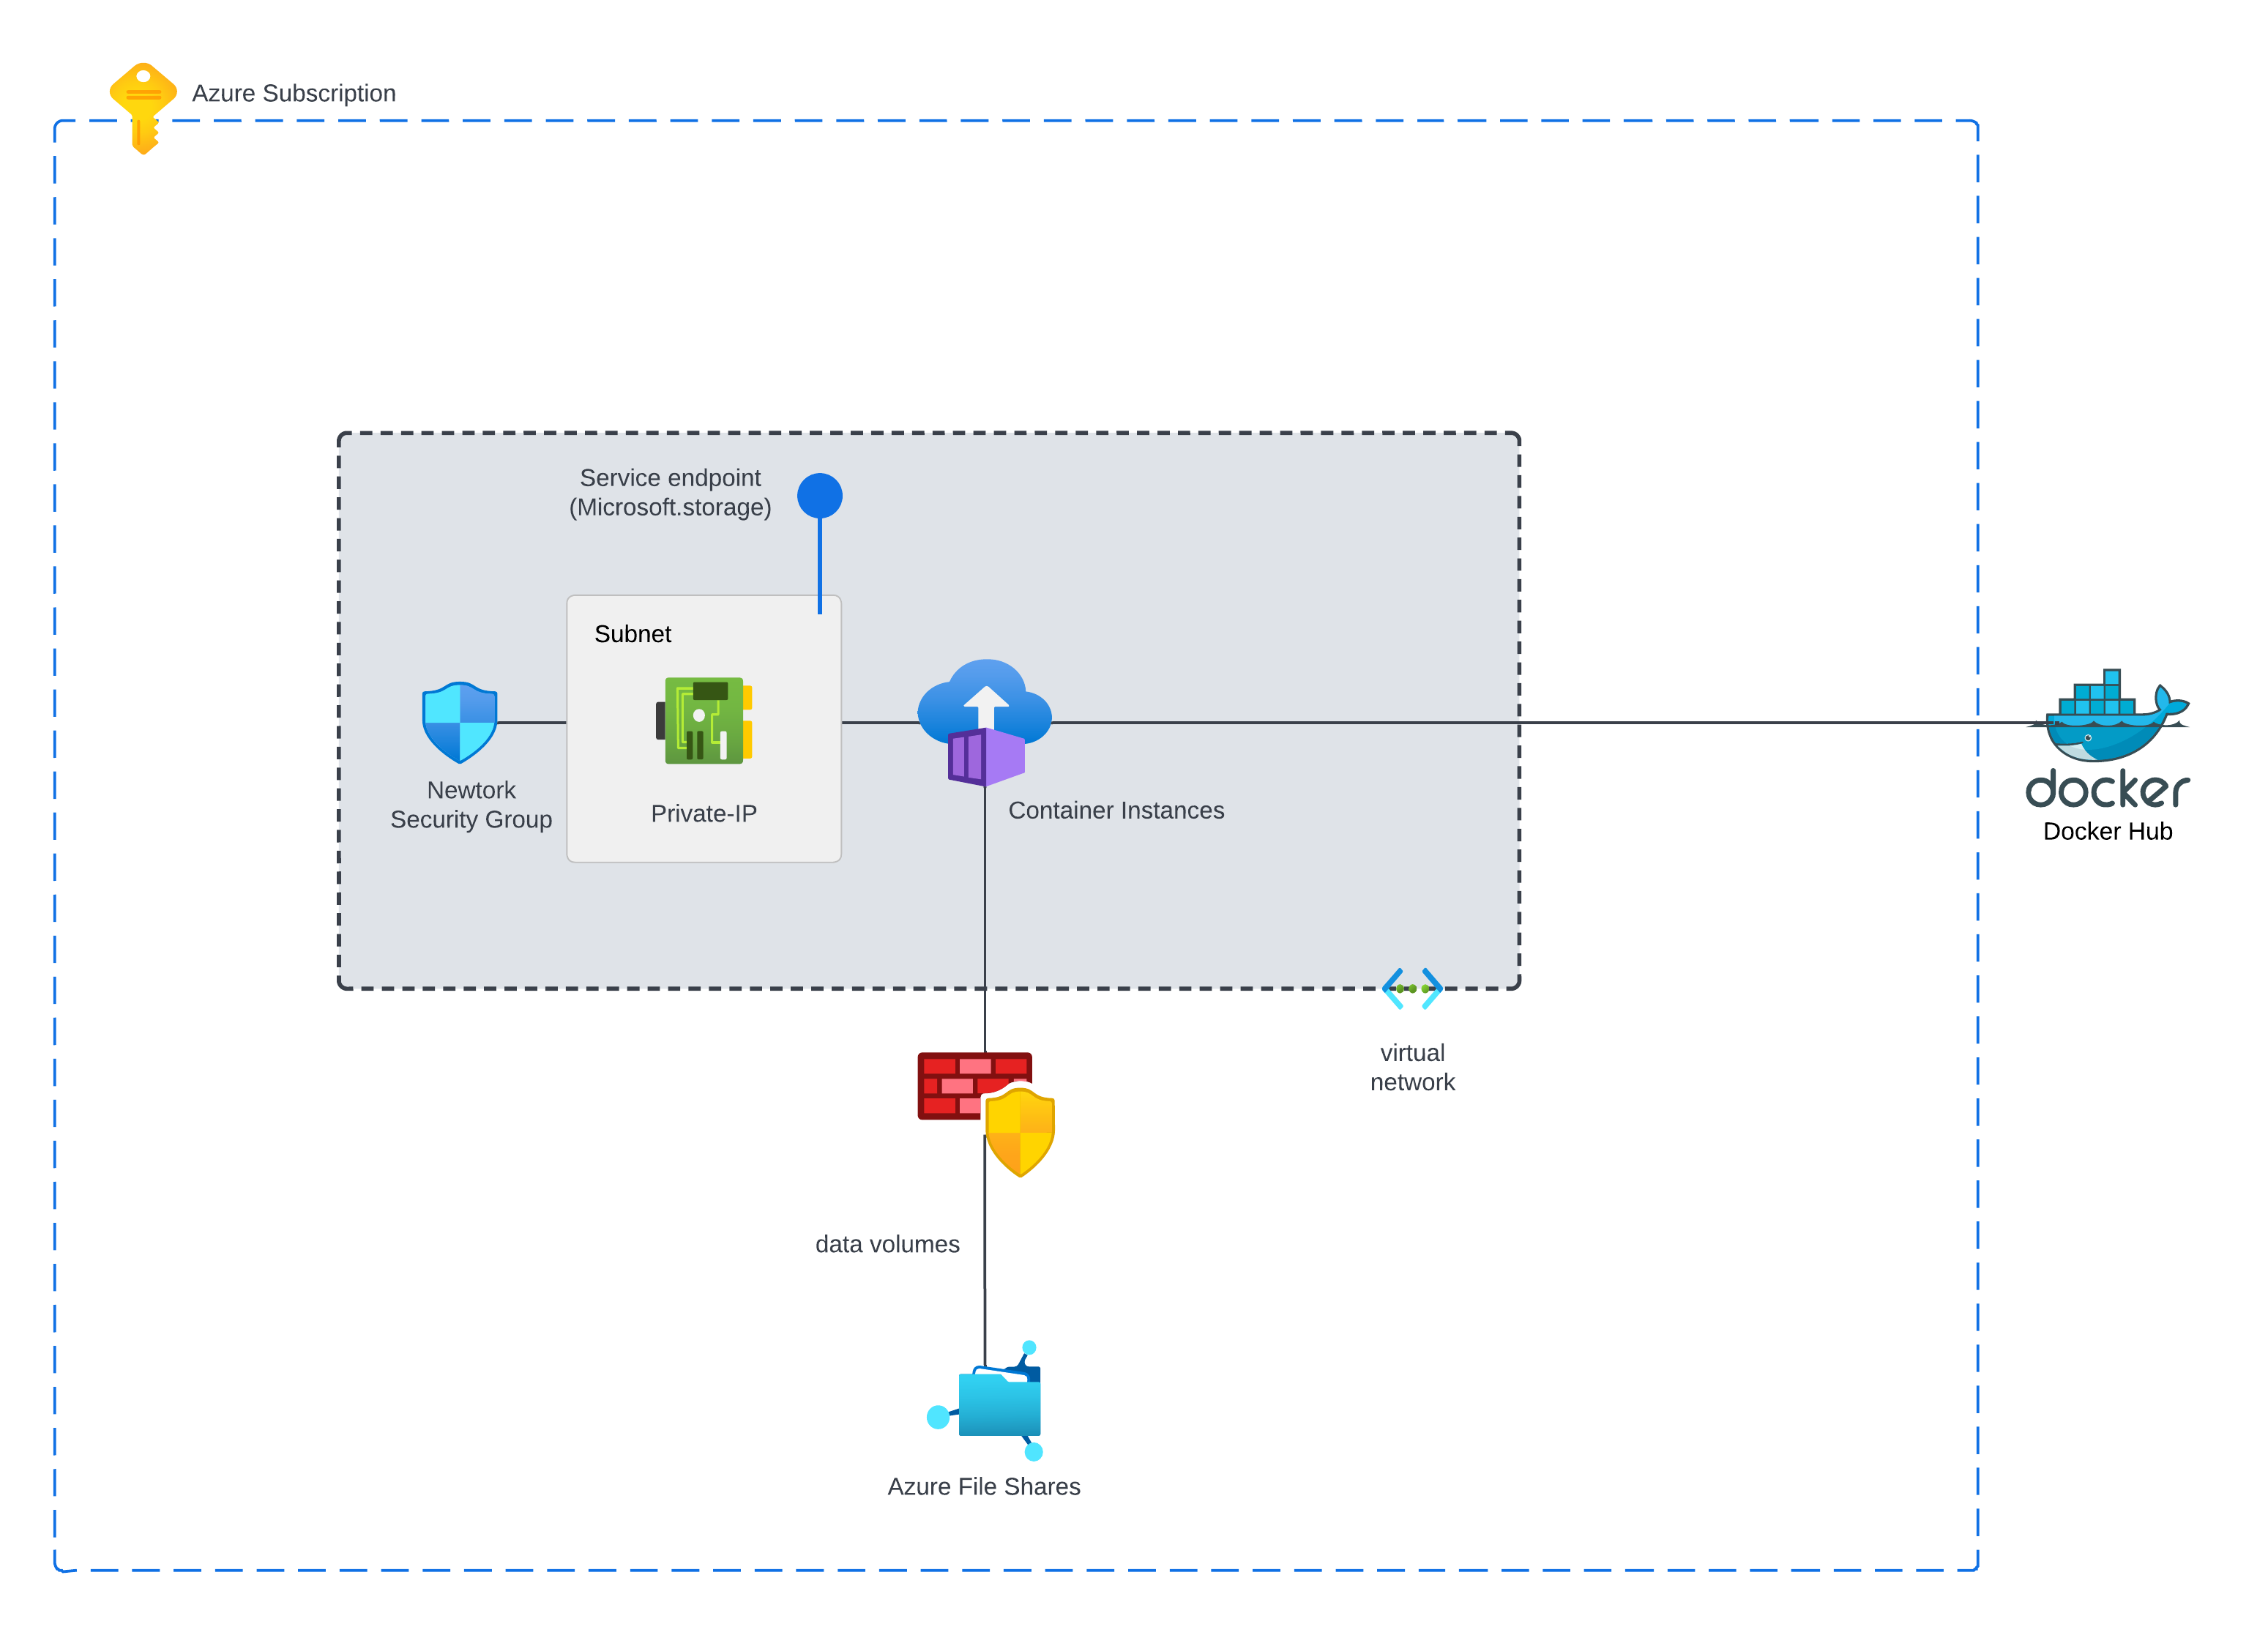 Azure Subscription
Service endpoint
(Microsoft.storage)
Subnet
Newtork
Security Group
Private-IP
Container Instances
docker
Docker Hub
virtual
network
data volumes
Azure File Shares